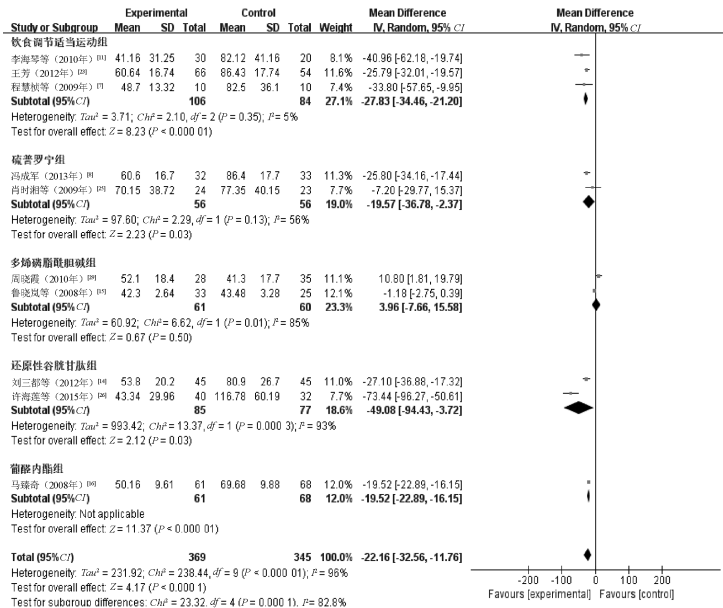 Experimental Control Mean Difference Mean Difference
Study or Subgroup Mean SD Total Mean SD Total Weight IV, Random, 95% CI IV, Random, 95% CI
饮食调节适当运动组
李海琴等（2010年）[11] 41.16 31.25 30 82.12 41.16 20 8.1% -40.96 [-62.18, -19.74]
王芳（2012年）[23] 60.64 16.74 66 86.43 17.74 54 11.6% -25.79 [-32.01, -19.57]
程慧桢等（2009年）[7] 48.7 13.32 10 82.5 36.1 10 7.4% -33.80 [-57.65, -9.95]
Subtotal (95%CI) 106 84 27.1% -27.83 [-34.46, -21.20]
Heterogeneity: Tau² = 3.71; Chi² = 2.10, df = 2 (P = 0.35); I²= 5%
Test for overall effect: Z = 8.23 (P < 0.000 01)
硫普罗宁组
冯成军（2013年）[8] 60.6 16.7 32 86.4 17.7 33 11.3% -25.80 [-34.16, -17.44]
肖时湘等（2009年）[25] 70.15 38.72 24 77.35 40.15 23 7.7% -7.20 [-29.77, 15.37]
Subtotal (95%CI) 56 56 19.0% -19.57 [-36.78, -2.37]
Heterogeneity: Tau² = 97.60; Chi² = 2.29, df = 1 (P = 0.13); I²= 56%
Test for overall effect: Z = 2.23 (P = 0.03)
多烯磷脂酰胆碱组
周晓霞（2010年）[29] 52.1 18.4 28 41.3 17.7 35 11.1% 10.80 [1.81, 19.79]
鲁晓岚等（2008年）[15] 42.3 2.64 33 43.48 3.28 25 12.1% -1.18 [-2.75, 0.39]
Subtotal (95%CI) 61 60 23.3% 3.96 [-7.66, 15.58]
Heterogeneity: Tau² = 60.92; Chi²= 6.62, df = 1 (P = 0.01); I²= 85%
Test for overall effect: Z = 0.67 (P = 0.50)
还原性谷胱甘肽组
刘三都等（2012年）[14] 53.8 20.2 45 80.9 26.7 45 11.0% -27.10 [-36.88, -17.32]
许海莲等（2015年）[26] 43.34 29.96 40 116.78 60.19 32 7.7% -73.44 [-96.27, -50.61]
Subtotal (95%CI) 85 77 18.6% -49.08 [-94.43, -3.72]
Heterogeneity: Tau² = 993.42; Chi² = 13.37, df = 1 (P = 0.000 3); I²= 93%
Test for overall effect: Z = 2.12 (P = 0.03)
葡醛内酯组
马臻奇（2008年）[16] 50.16 9.61 61 69.68 9.88 68 12.0% -19.52 [-22.89, -16.15]
Subtotal (95%CI) 61 68 12.0% -19.52 [-22.89, -16.15]
Heterogeneity: Not applicable
Test for overall effect: Z = 11.37 (P < 0.000 01)
Total (95%CI) 369 345 100.0% -22.16 [-32.56, -11.76]
Heterogeneity: Tau² = 231.92; Chi² = 238.44, df = 9 (P < 0.000 01); I²= 96%
Test for overall effect: Z = 4.17 (P < 0.000 1)
Test for subgroup differences: Chi² = 23.32, df = 4 (P = 0.000 1), I²= 82.8%
-200 -100 0 100 200
Favours [experimental] Favours [control]